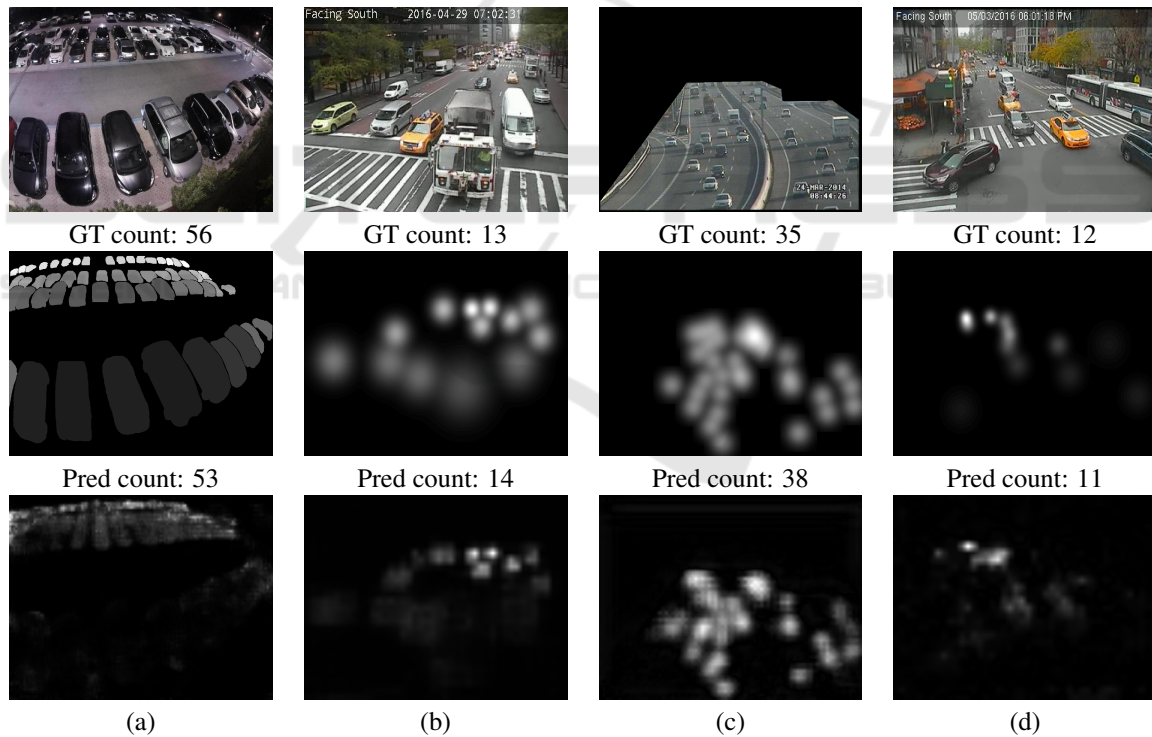 Facing South 2016-04-29 07:02:31
24-MAR-2014
08:44:26
Facing South 05/03/2016 06:01:13 PM
GT count: 56
GT count: 13
GT count: 35
GT count: 12
Pred count: 53
Pred count: 14
Pred count: 38
Pred count: 11
(a)
(b)
(c)
(d)